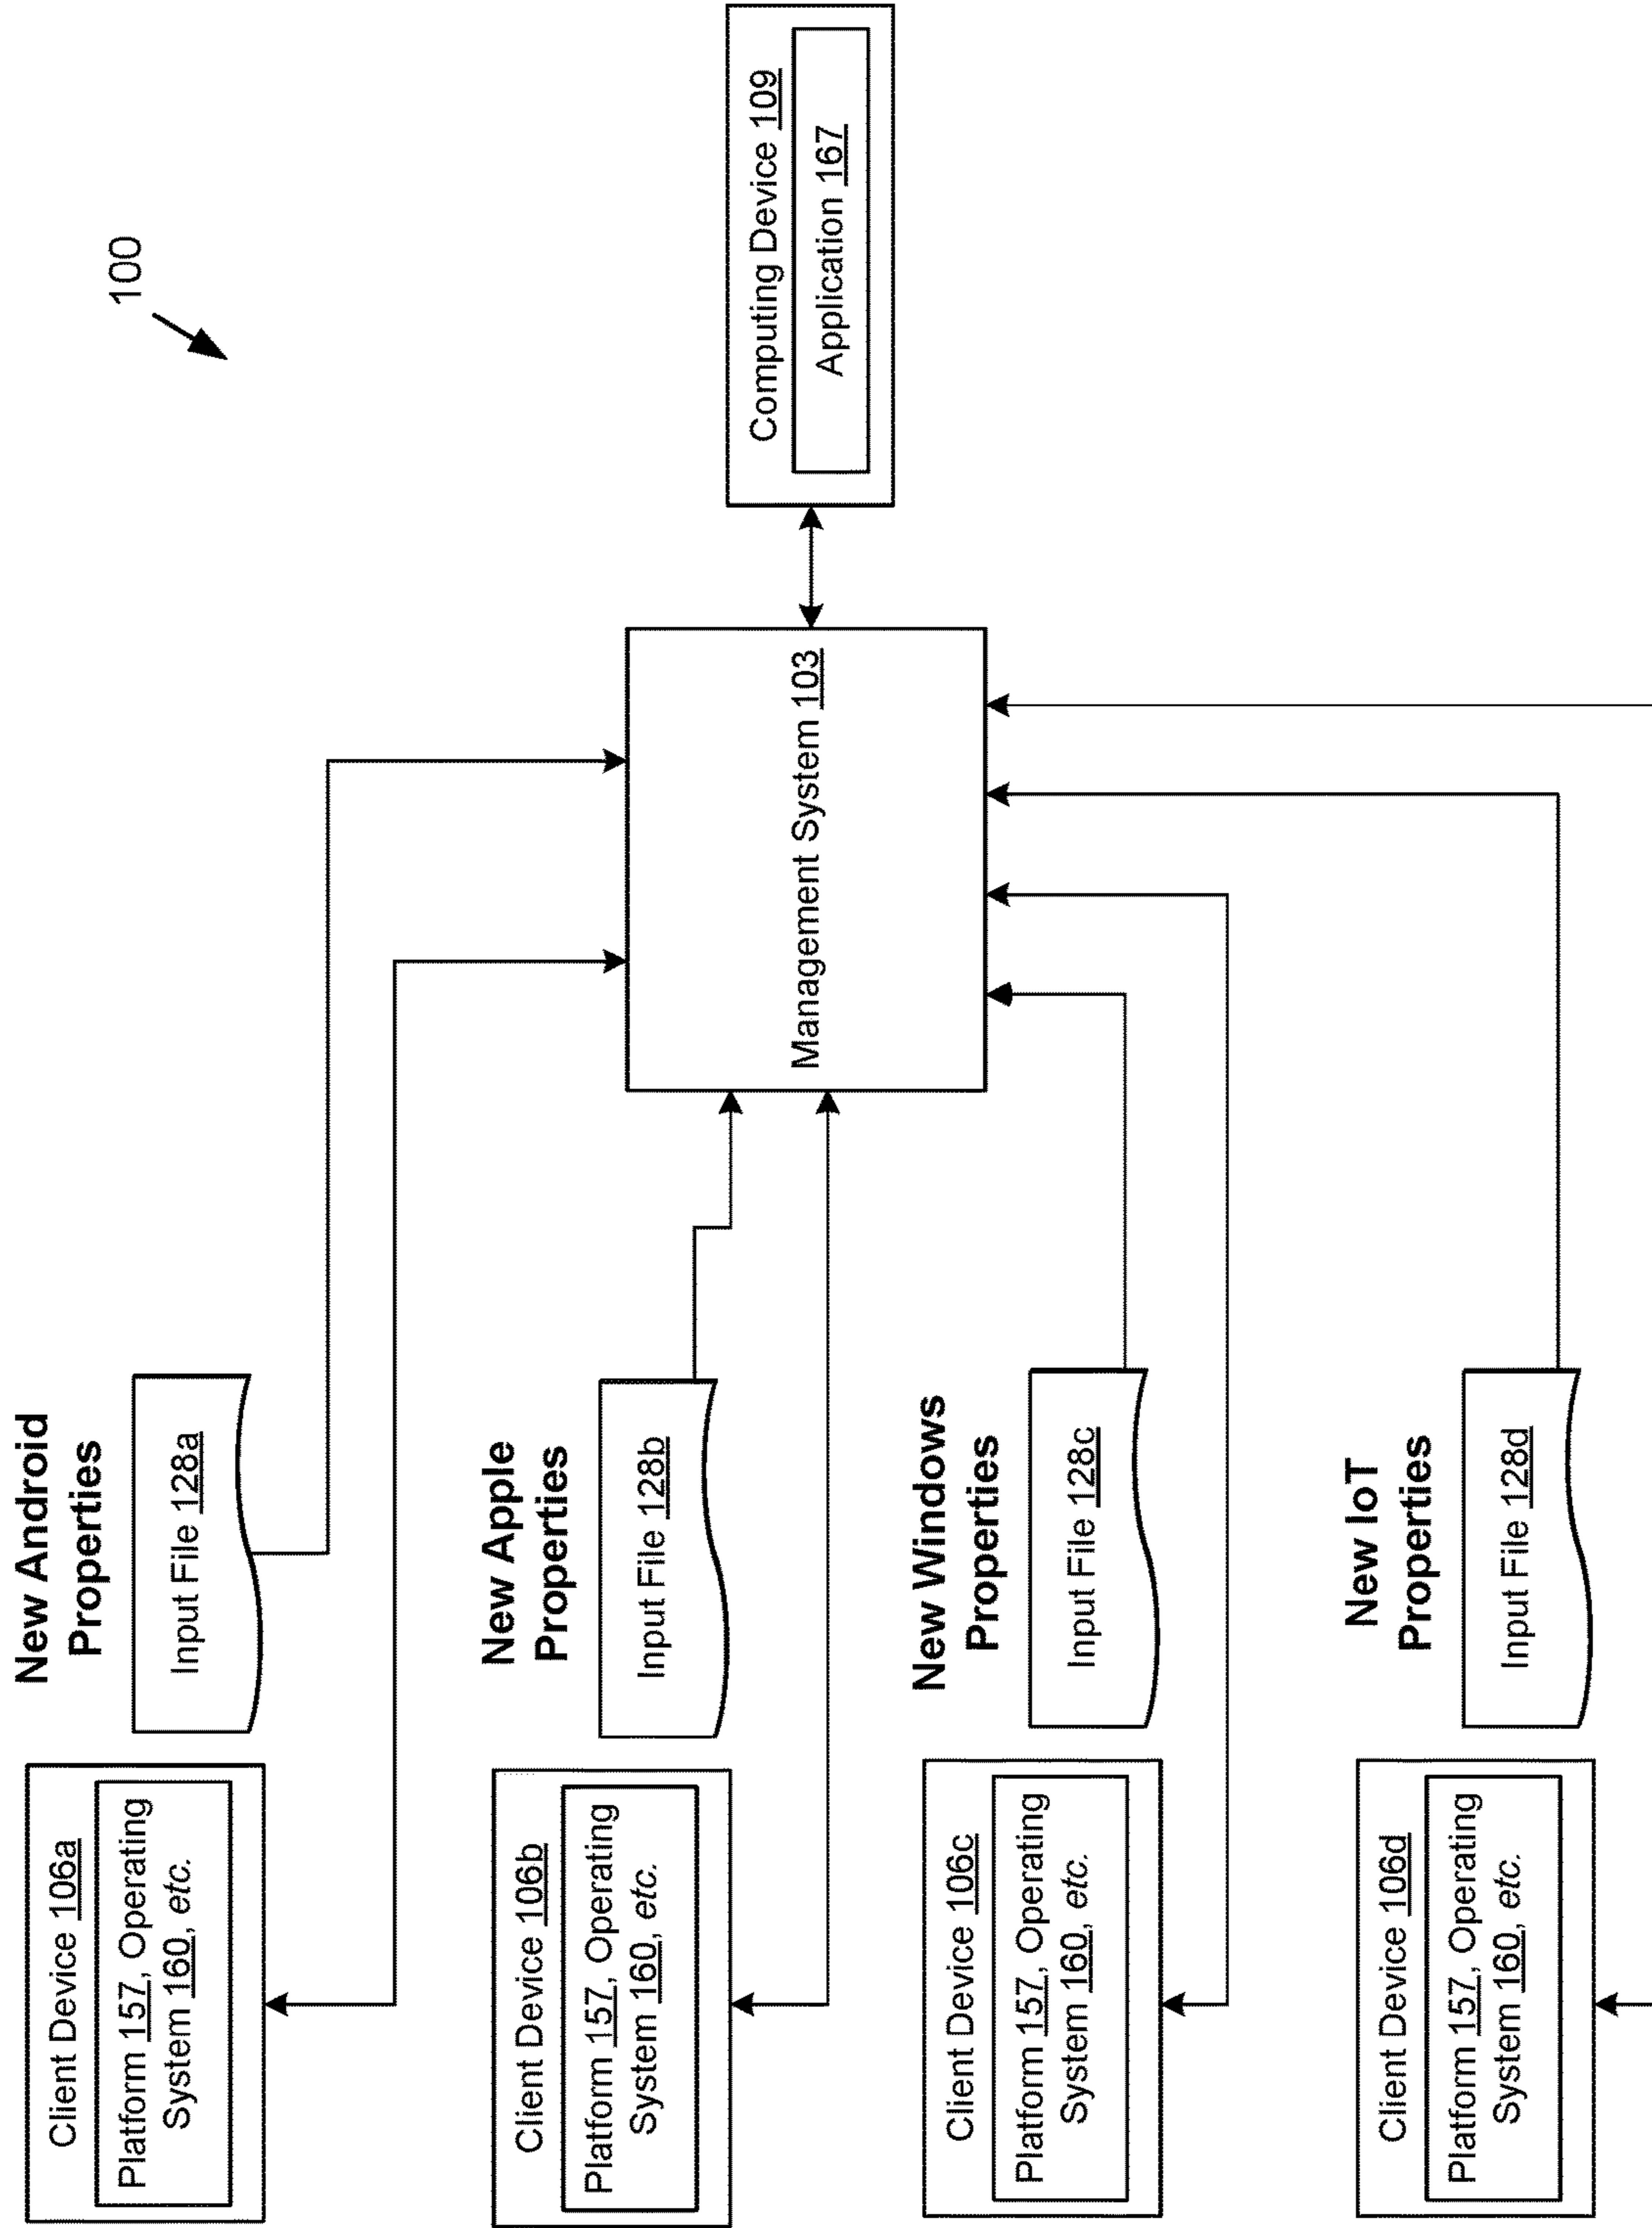 100
New Android
Properties
Client Device 106a
Platform 157, Operating
System 160, etc.
Input File 128a
New Apple
Properties
Client Device 106b
Platform 157, Operating
System 160, etc.
Input File 128b
Management System 103
Computing Device 109
Application 167
New Windows
Properties
Client Device 106c
Platform 157, Operating
System 160, etc.
Input File 128c
New IoT
Properties
Client Device 106d
Platform 157, Operating
System 160, etc.
Input File 128d